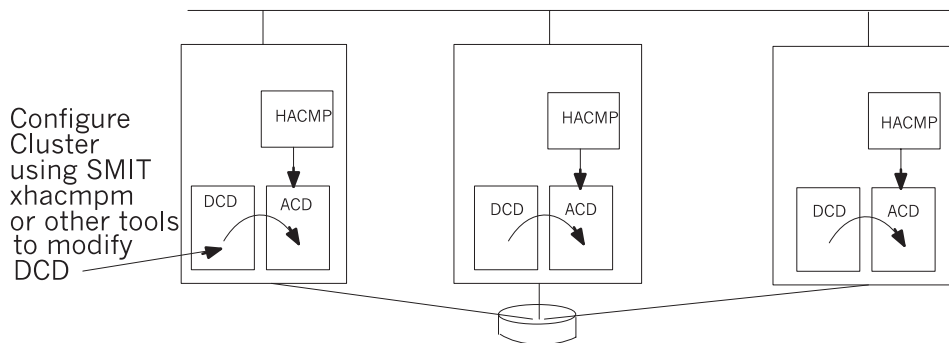 HACMP
HACMP
HACMP
Configure
Cluster
using SMIT
xhacmpm
or other tools
to modify
DCD
DCD
ACD
DCD
ACD
DCD
ACD